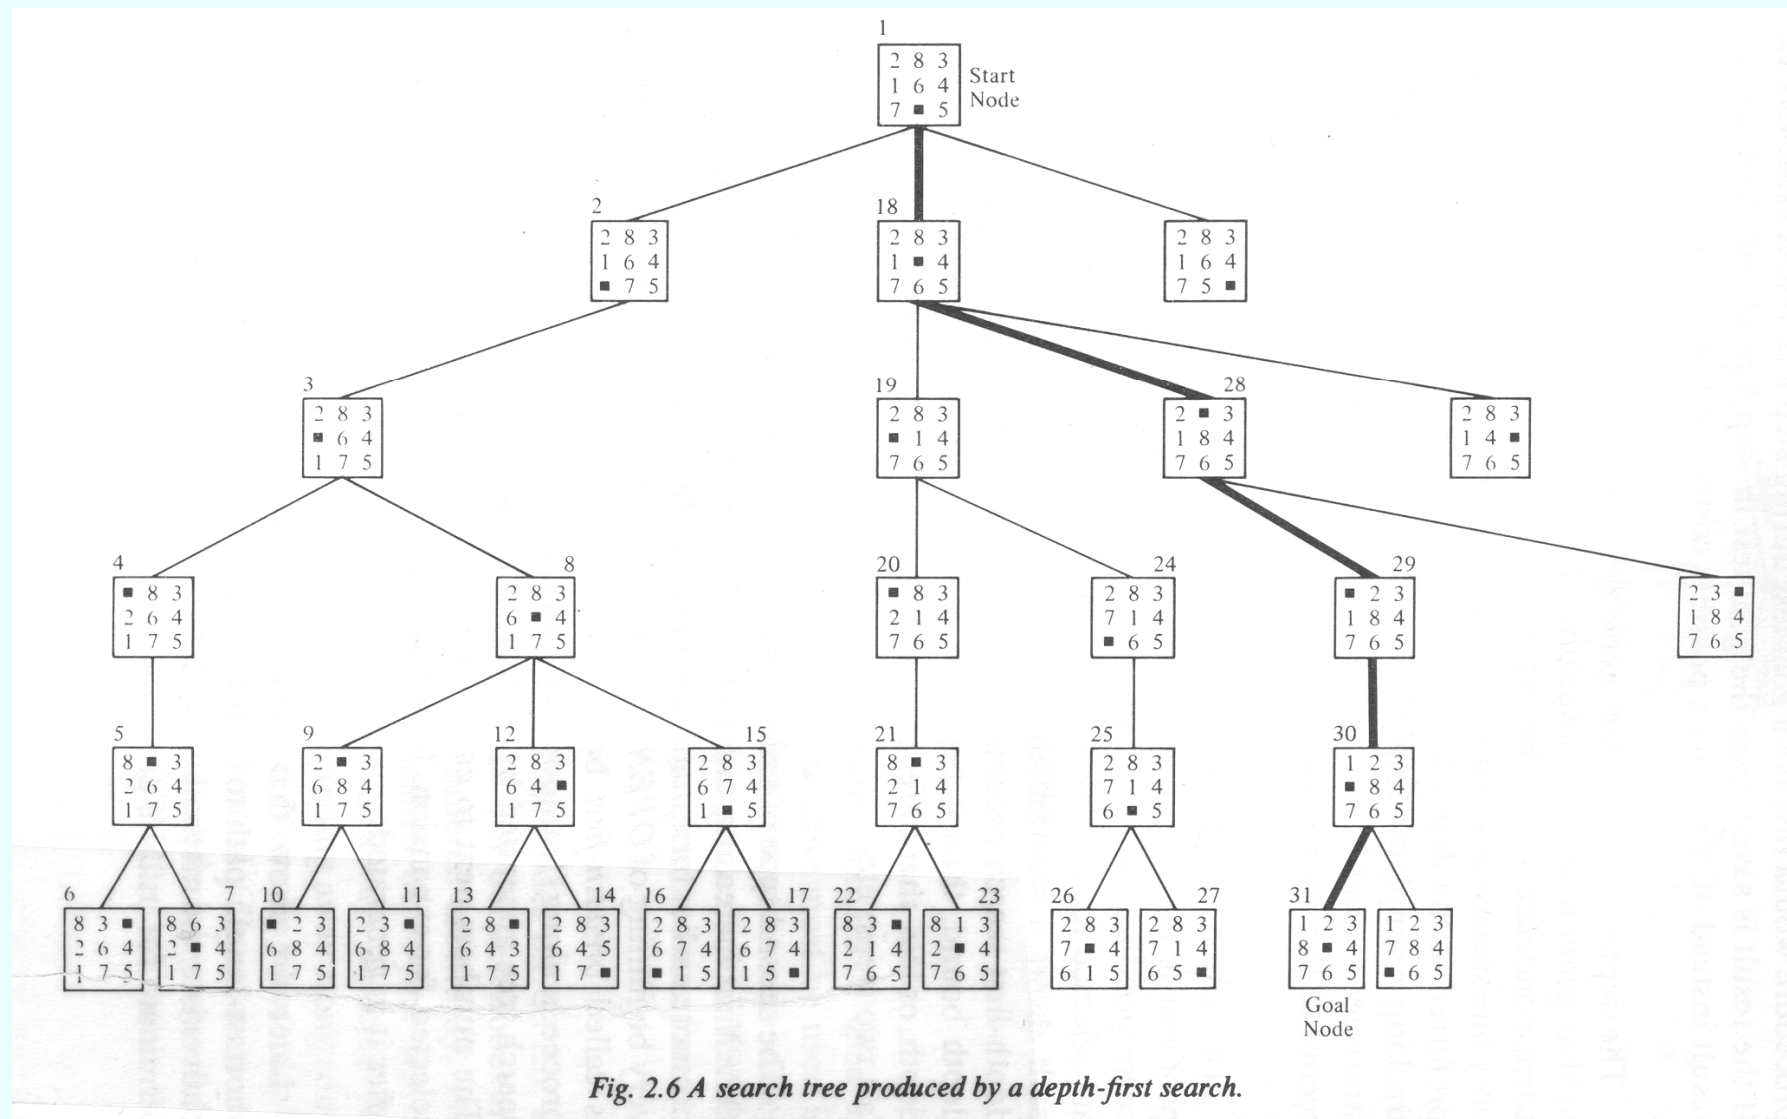 1
2 8 3
1 6 4
7 ■ 5
Start
Node
2
2 8 3
1 6 4
■ 7 5
18
2 8 3
1 ■ 4
7 6 5
2 8 3
1 6 4
7 5 ■
3
2 8 3
■ 6 4
1 7 5
19
2 8 3
■ 1 4
7 6 5
28
2 ■ 3
1 8 4
7 6 5
2 8 3
1 4 ■
7 6 5
4
■ 8 3
2 6 4
1 7 5
8
2 8 3
6 ■ 4
1 7 5
20
■ 8 3
2 1 4
7 6 5
24
2 8 3
7 1 4
■ 6 5
29
■ 2 3
1 8 4
7 6 5
2 3 ■
1 8 4
7 6 5
5
8 ■ 3
2 6 4
1 7 5
9
2 ■ 3
6 8 4
1 7 5
12
2 8 3
6 4 ■
1 7 5
15
2 8 3
6 7 4
1 ■ 5
21
8 ■ 3
2 1 4
7 6 5
25
2 8 3
7 1 4
6 ■ 5
30
1 2 3
■ 8 4
7 6 5
6
8 3 ■
2 6 4
1 7 5
7
8 6 3
2 ■ 4
1 7 5
10
■ 2 3
6 8 4
1 7 5
11
2 3 ■
6 8 4
1 7 5
13
2 8 ■
6 4 3
1 7 5
14
2 8 3
6 4 5
1 7 ■
16
2 8 3
6 7 4
■ 1 5
17
2 8 3
6 7 4
1 5 ■
22
8 3 ■
2 1 4
7 6 5
23
8 1 3
2 ■ 4
7 6 5
26
2 8 3
7 ■ 4
6 1 5
27
2 8 3
7 1 4
6 5 ■
31
1 2 3
8 ■ 4
7 6 5
1 2 3
7 8 4
■ 6 5
Goal
Node
Fig. 2.6 A search tree produced by a depth-first search.